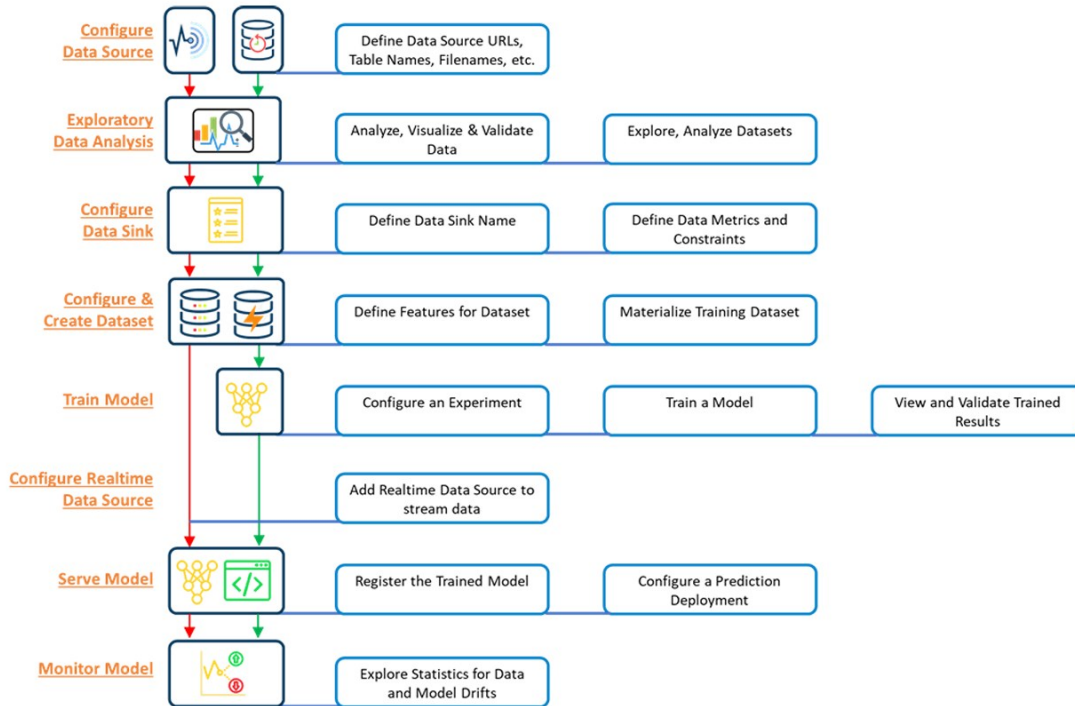 Configure
Data Source
Define Data Source URLs,
Table Names, Filenames, etc.
Exploratory
Data Analysis
Analyze, Visualize & Validate
Data
Explore, Analyze Datasets
Configure
Data Sink
Define Data Sink Name
Define Data Metrics and
Constraints
Configure &
Create Dataset
Define Features for Dataset
Materialize Training Dataset
Train Model
Configure an Experiment
Train a Model
View and Validate Trained
Results
Configure Realtime
Data Source
Add Realtime Data Source to
stream data
Serve Model
</>
Register the Trained Model
Configure a Prediction
Deployment
Monitor Model
Explore Statistics for Data
and Model Drifts